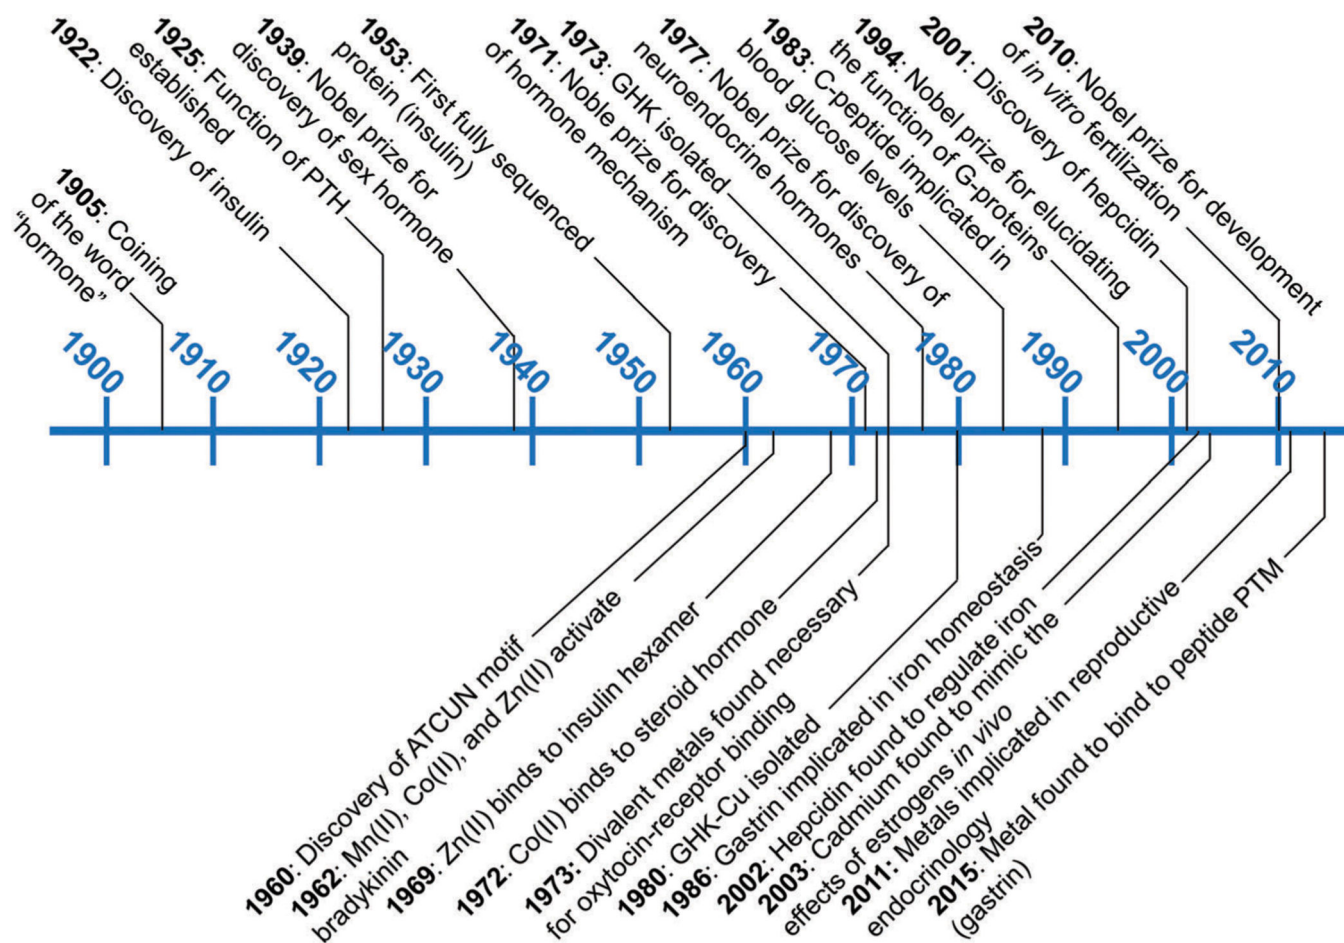 1905: Coining
of the word
"hormone"
1922: Discovery of insulin
1925: Function of PTH
established
1939: Nobel prize for
discovery of sex hormone
1953: First fully sequenced
protein (insulin)
1971: Noble prize for discovery
of hormone mechanism
1973: GHK isolated
1977: Nobel prize for discovery of
neuroendocrine hormones
1983: C-peptide implicated in
blood glucose levels
1994: Nobel prize for elucidating
the function of G-proteins
2001: Discovery of hepcidin
2010: Nobel prize for development
of in vitro fertilization
1900
1910
1920
1930
1940
1950
1960
1970
1980
1990
2000
2010
1960: Discovery of ATCUN motif
1962: Mn(II), Co(II), and Zn(II) activate
bradykinin
1969: Zn(II) binds to insulin hexamer
1972: Co(II) binds to steroid hormone
1973: Divalent metals found necessary
for oxytocin-receptor binding
1980: GHK-Cu isolated
1986: Gastrin implicated in iron homeostasis
2002: Hepcidin found to regulate iron
2003: Cadmium found to mimic the
effects of estrogens in vivo
2011: Metals implicated in reproductive
endocrinology
2015: Metal found to bind to peptide PTM
(gastrin)